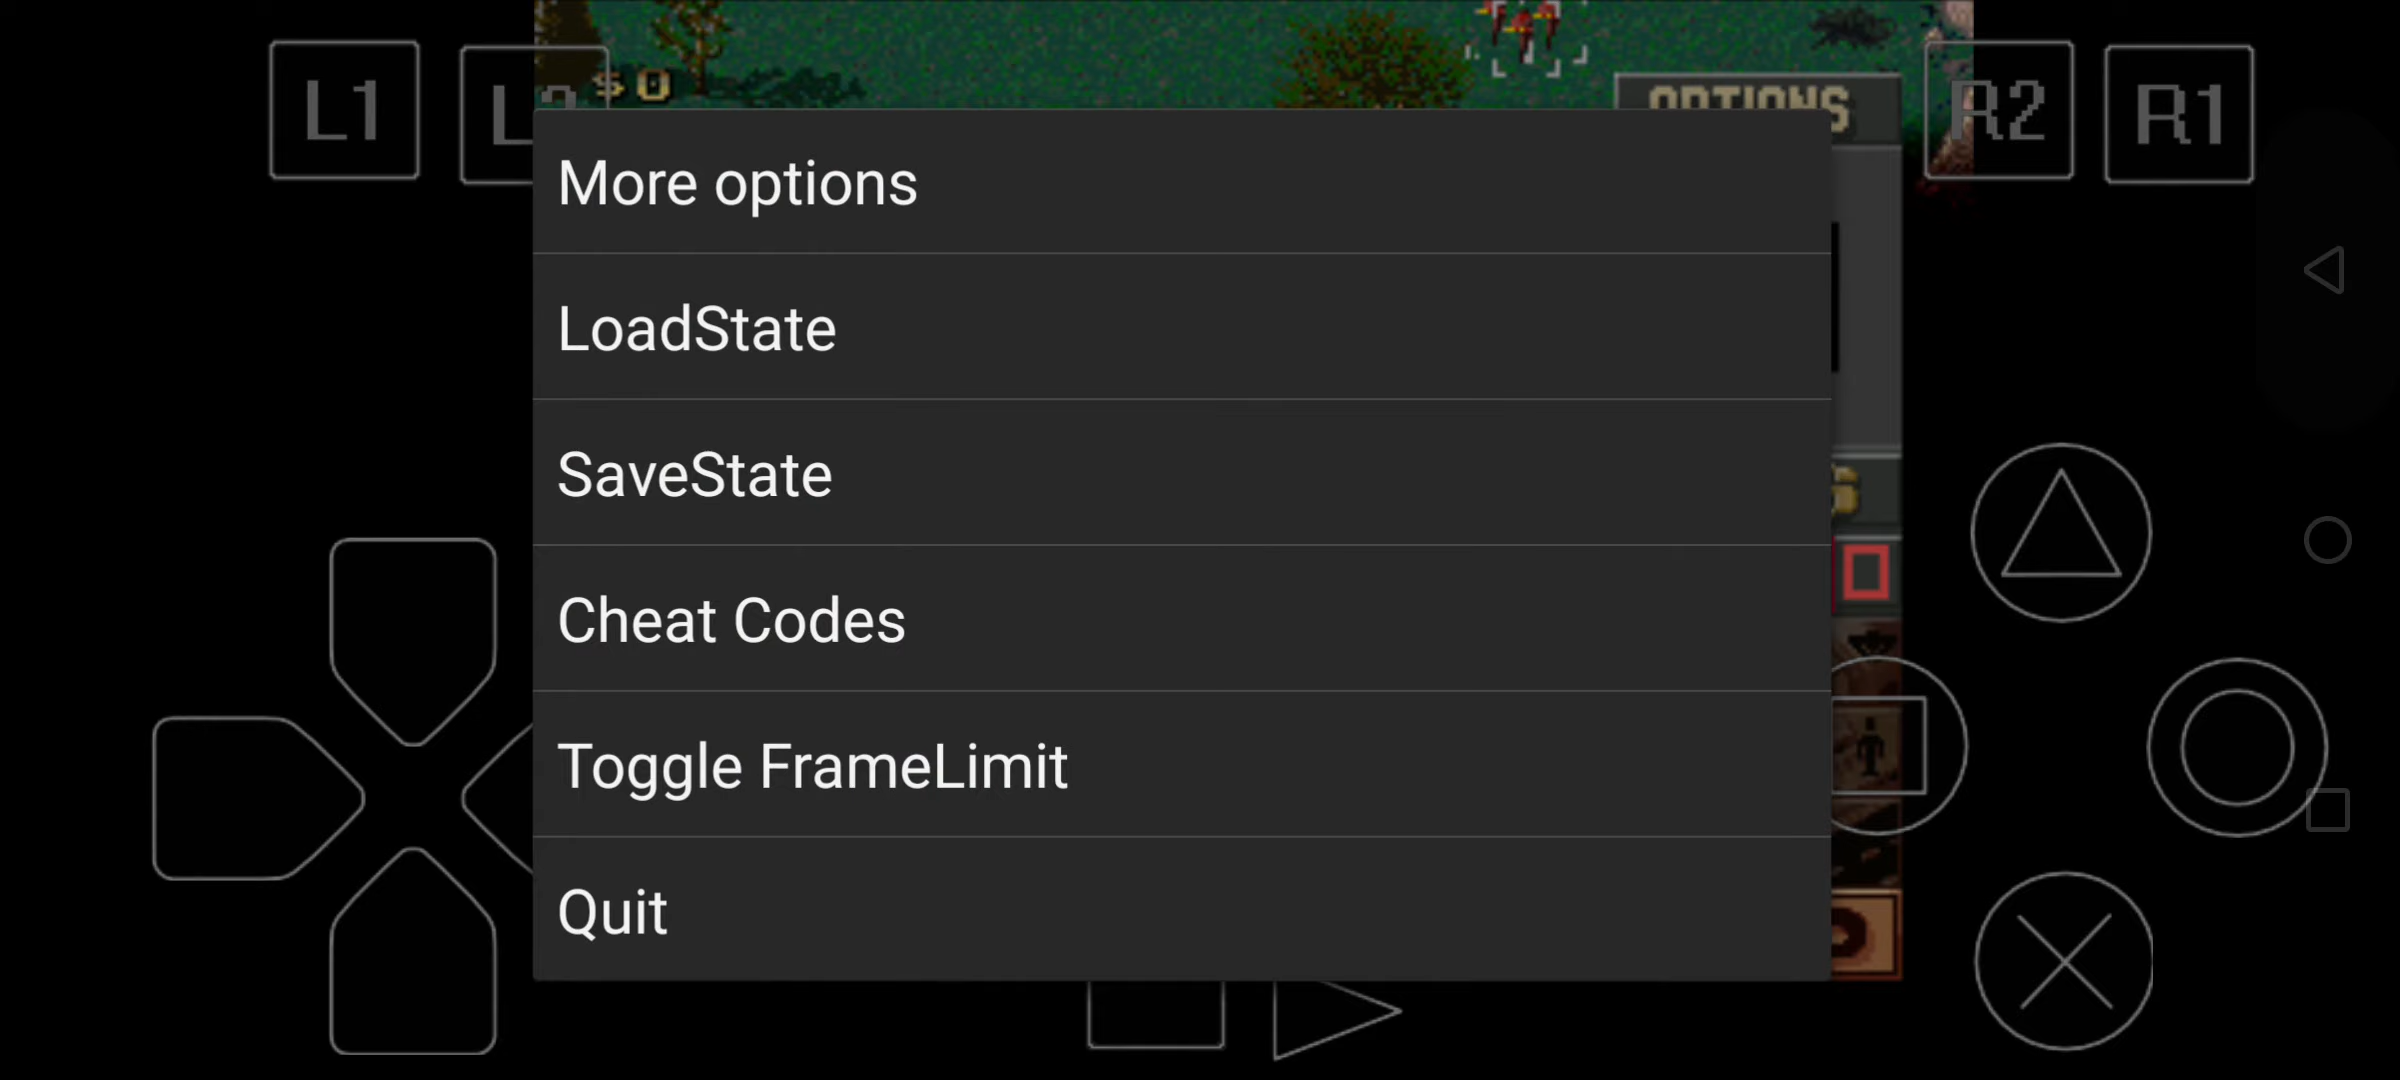 L1
$0
OPTIONS
R2
R1
More options
LoadState
SaveState
Cheat Codes
Toggle FrameLimit
Quit